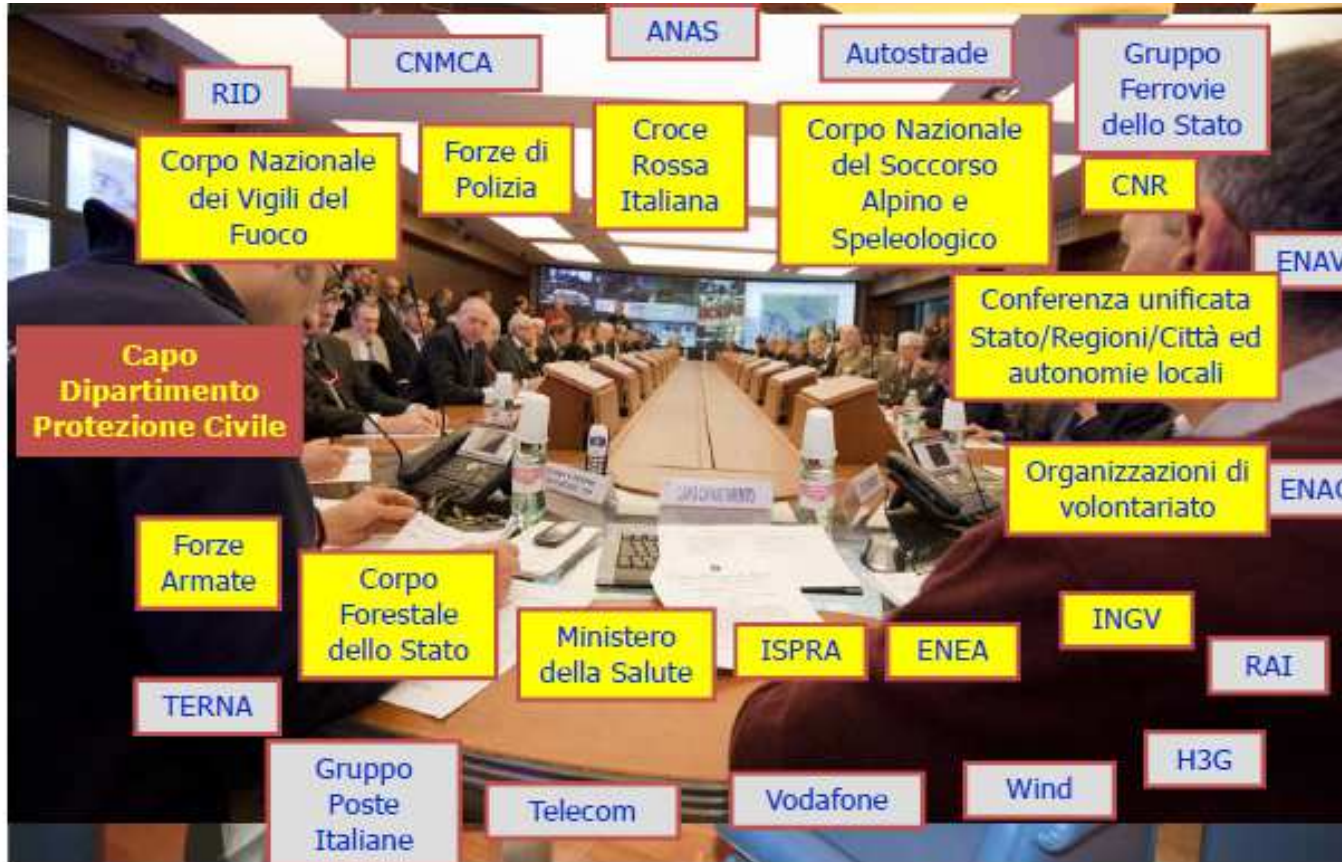 ANAS
CNMCA
Autostrade
Gruppo
Ferrovie
dello Stato
RID
Corpo Nazionale
dei Vigili del
Fuoco
Forze di
Polizia
Croce
Rossa
Italiana
Corpo Nazionale
del Soccorso
Alpino e
Speleologico
CNR
ENAV
Conferenza unificata
Stato/Regioni/Città ed
autonomie locali
Capo
Dipartimento
Protezione Civile
Organizzazioni di
volontariato
CAPO DIPARTIMENTO
Forze
Armate
Corpo
Forestale
dello Stato
Ministero
della Salute
ISPRA
ENEA
INGV
RAI
TERNA
H3G
Gruppo
Poste
Italiane
Telecom
Vodafone
Wind